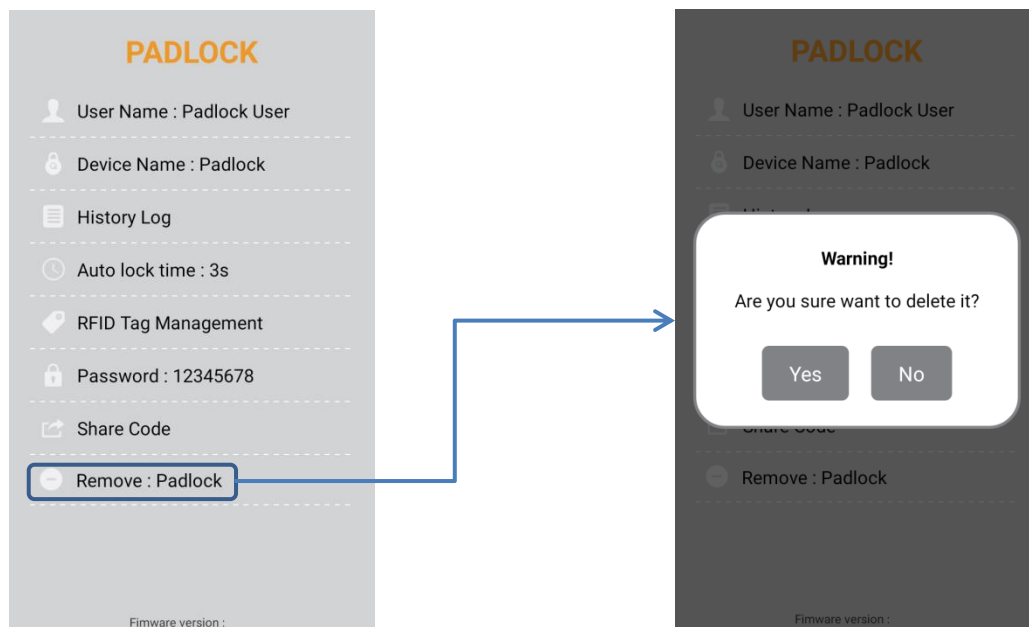 PADLOCK
User Name : Padlock User
Device Name : Padlock
History Log
Auto lock time : 3s
RFID Tag Management
Password : 12345678
Share Code
Remove : Padlock
Fimware version :
PADLOCK
User Name : Padlock User
Device Name : Padlock
Warning!
Are you sure want to delete it?
Yes No
Share Code
Remove : Padlock
Fimware version :